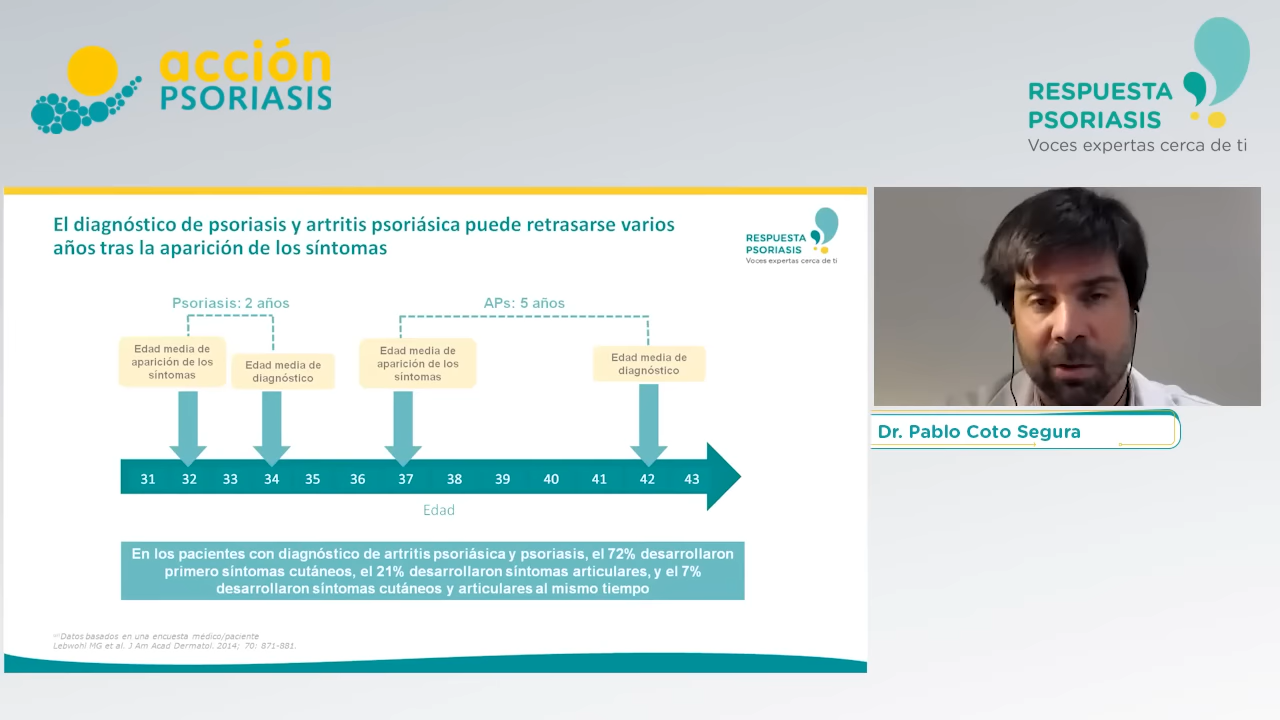 acción
PSORIASIS
RESPUESTA
PSORIASIS
Voces expertas cerca de ti
El diagnóstico de psoriasis y artritis psoriásica puede retrasarse varios
años tras la aparición de los síntomas
RESPUESTA
PSORIASIS
Voces expertas cerca de ti
Psoriasis: 2 años
APs: 5 años
Edad media de
aparición de los
síntomas
Edad media de
diagnóstico
Edad media de
aparición de los
síntomas
Edad media de
diagnóstico
31 32 33 34 35 36 37 38 39 40 41 42 43
Edad
En los pacientes con diagnóstico de artritis psoriásica y psoriasis, el 72% desarrollaron
primero síntomas cutáneos, el 21% desarrollaron síntomas articulares, y el 7%
desarrollaron síntomas cutáneos y articulares al mismo tiempo
Datos basados en una encuesta médico/paciente
Lebwohl MG et al. J Am Acad Dermatol. 2014; 70: 871-881.
Dr. Pablo Coto Segura